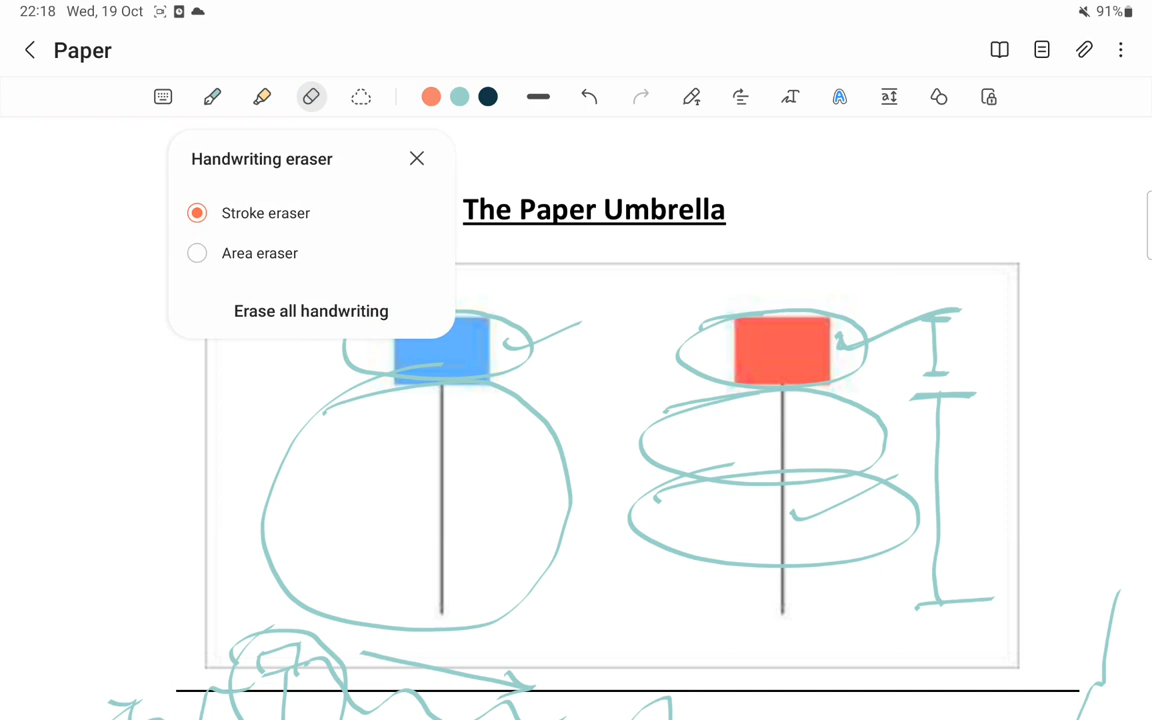 22:18 Wed, 19 Oct
91%
Paper
Handwriting eraser
Stroke eraser
Area eraser
Erase all handwriting
The Paper Umbrella